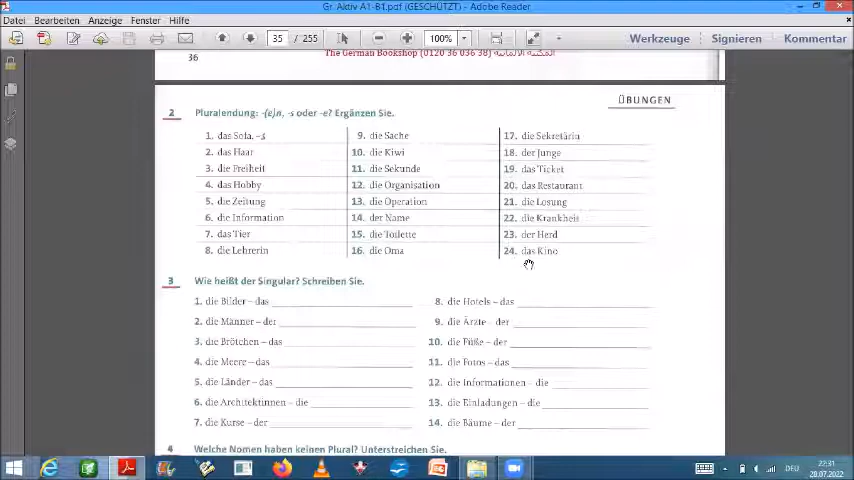 Gr. Aktiv A1-B1.pdf (GESCHÜTZT) - Adobe Reader
Datei Bearbeiten Anzeige Fenster Hilfe
35 / 255 100% Werkzeuge Signieren Kommentar
36
The German Bookshop (0120 36 036 38) المكتبة الألمانية
ÜBUNGEN
2 Pluralendung: -(e)n, -s oder -e? Ergänzen Sie.
1. das Sofa, -s 9. die Sache 17. die Sekretärin
2. das Haar 10. die Kiwi 18. der Junge
3. die Freiheit 11. die Sekunde 19. das Ticket
4. das Hobby 12. die Organisation 20. das Restaurant
5. die Zeitung 13. die Operation 21. die Losung
6. die Information 14. der Name 22. die Krankheit
7. das Tier 15. die Toilette 23. der Herd
8. die Lehrerin 16. die Oma 24. das Kino
3 Wie heißt der Singular? Schreiben Sie.
1. die Bilder – das 8. die Hotels – das
2. die Männer – der 9. die Ärzte – der
3. die Brötchen – das 10. die Füße – der
4. die Meere – das 11. die Fotos – das
5. die Länder – das 12. die Informationen – die
6. die Architektinnen – die 13. die Einladungen – die
7. die Kurse – der 14. die Bäume – der
4 Welche Nomen haben keinen Plural? Unterstreichen Sie.
DEU 22:31
28.07.2022